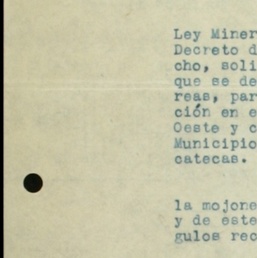 Ley Miner
Decreto d
cho, soli
que se de
reas, par
ción en e
Oeste y c
Municipio
catecas.
la mojone
y de este
gulos rec